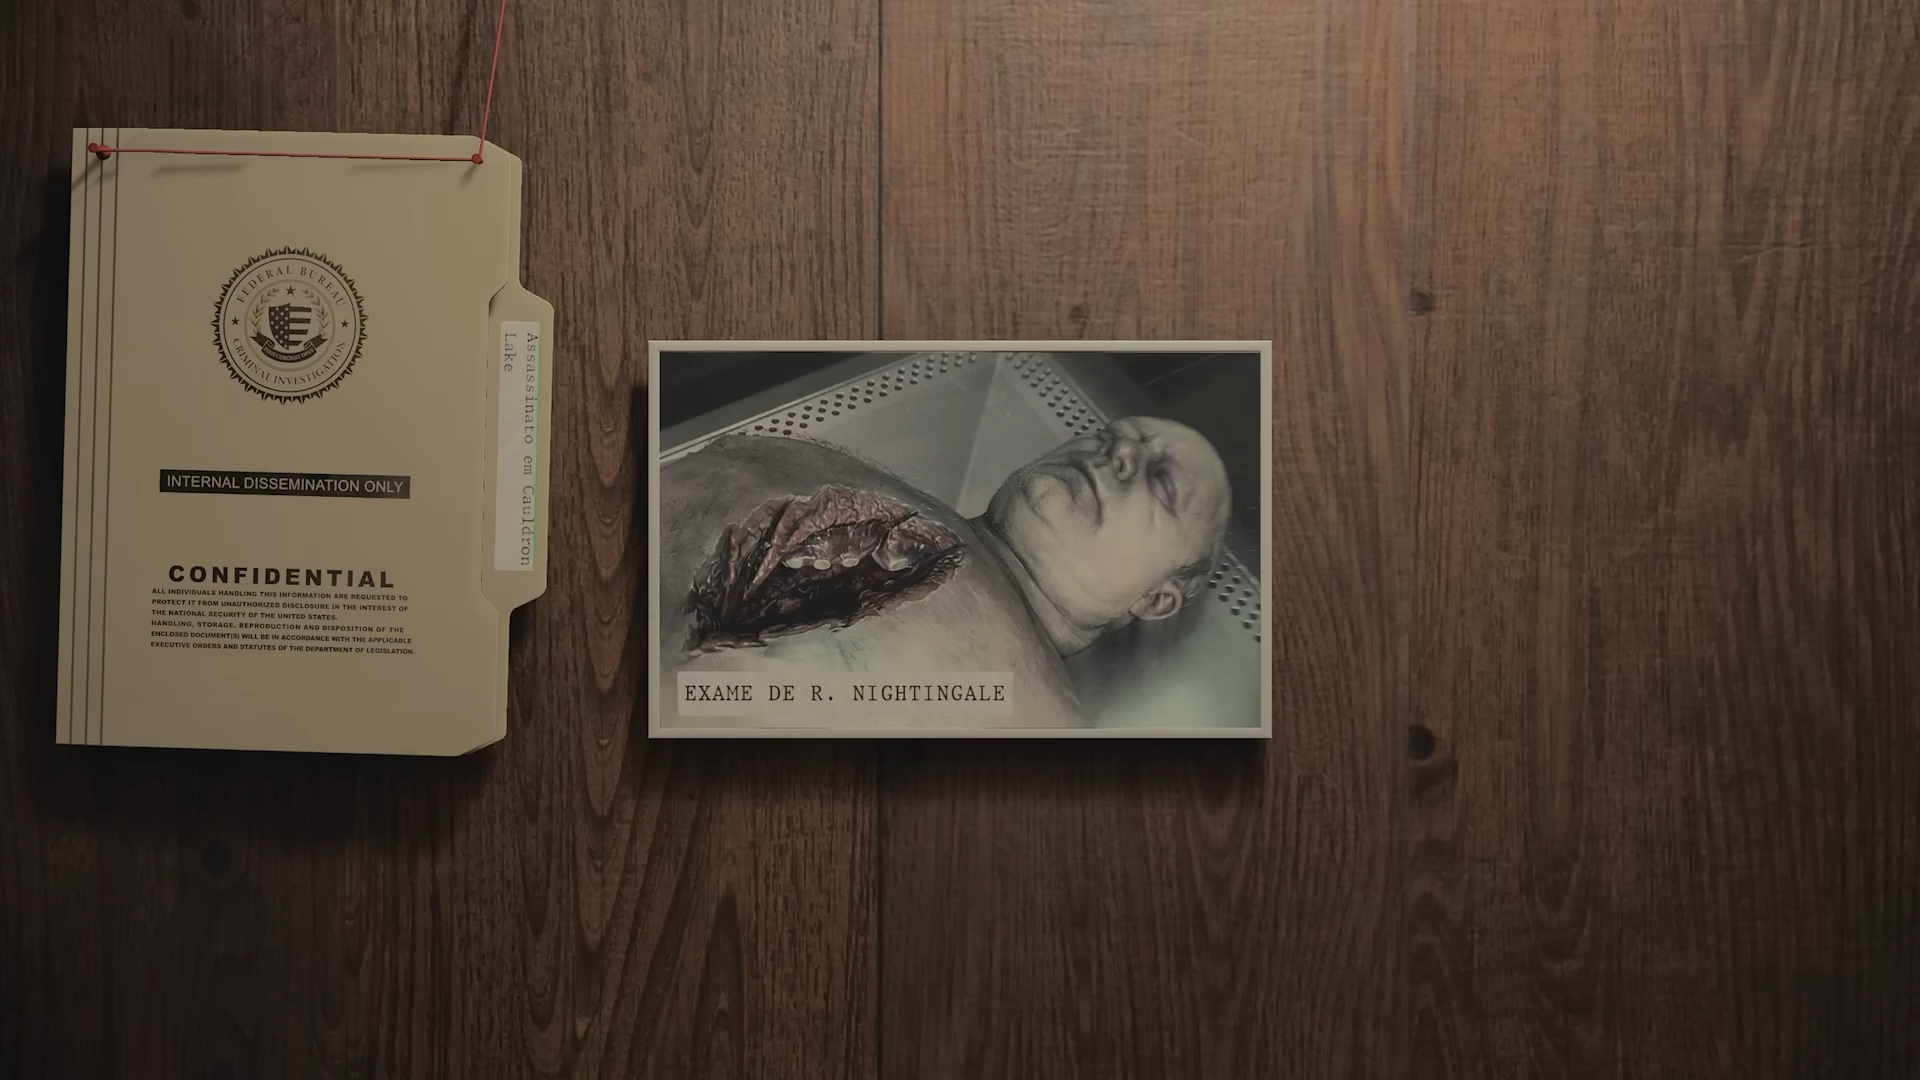 FEDERAL BUREAU
CRIMINAL INVESTIGATION
INTERNAL DISSEMINATION ONLY
CONFIDENTIAL
ALL INDIVIDUALS HANDLING THIS INFORMATION ARE REQUESTED TO
PROTECT IT FROM UNAUTHORIZED DISCLOSURE IN THE INTEREST OF
THE NATIONAL SECURITY OF THE UNITED STATES.
HANDLING, STORAGE, REPRODUCTION AND DISPOSITION OF THE
ENCLOSED DOCUMENT(S) WILL BE IN ACCORDANCE WITH THE APPLICABLE
EXECUTIVE ORDERS AND STATUTES OF THE DEPARTMENT OF LEGISLATION.
Assassinato em Cauldron
Lake
EXAME DE R. NIGHTINGALE